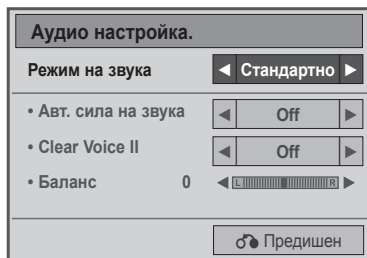 Аудио настройка.
Режим на звука ◄ Стандартно ►
• Авт. сила на звука ◄ Off ►
• Clear Voice II ◄ Off ►
• Баланс 0 ◄ L R ►
Предишен